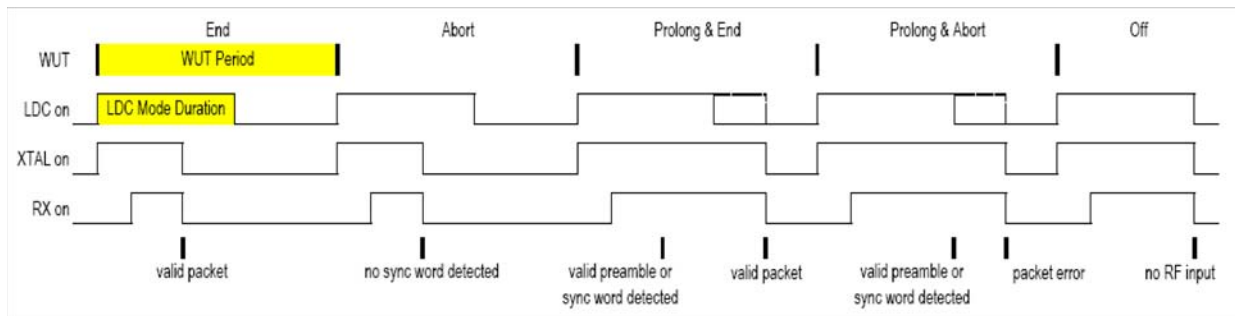 End
Abort
Prolong & End
Prolong & Abort
Off
WUT
WUT Period
LDC on
LDC Mode Duration
XTAL on
RX on
valid packet
no sync word detected
valid preamble or
sync word detected
valid packet
valid preamble or
sync word detected
packet error
no RF input